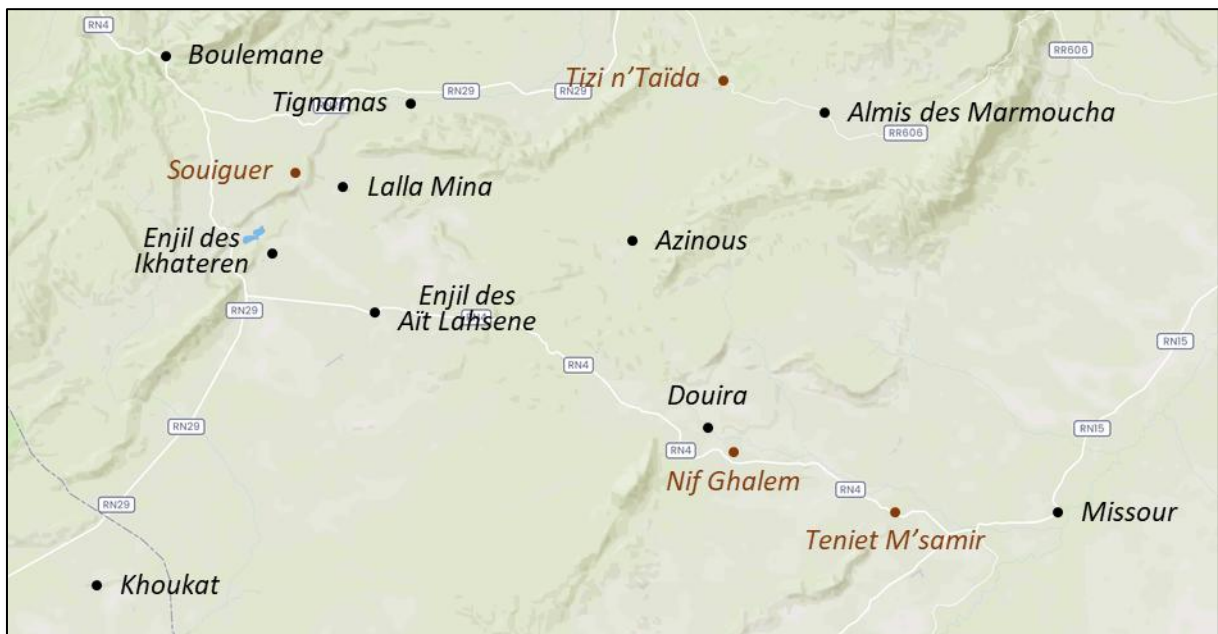 RN4
Boulemane
RR606
Tizi n'Taïda
Tignamas
RN29
RN29
Almis des Marmoucha
RR606
Souiguer
Lalla Mina
Enjil des
Ikhateren
Azinous
RN29
Enjil des
Aït Lahsene
RN15
RN4
Douira
RN29
RN15
RN4
Nif Ghalem
RN4
RN29
Missour
Teniet M'samir
Khoukat